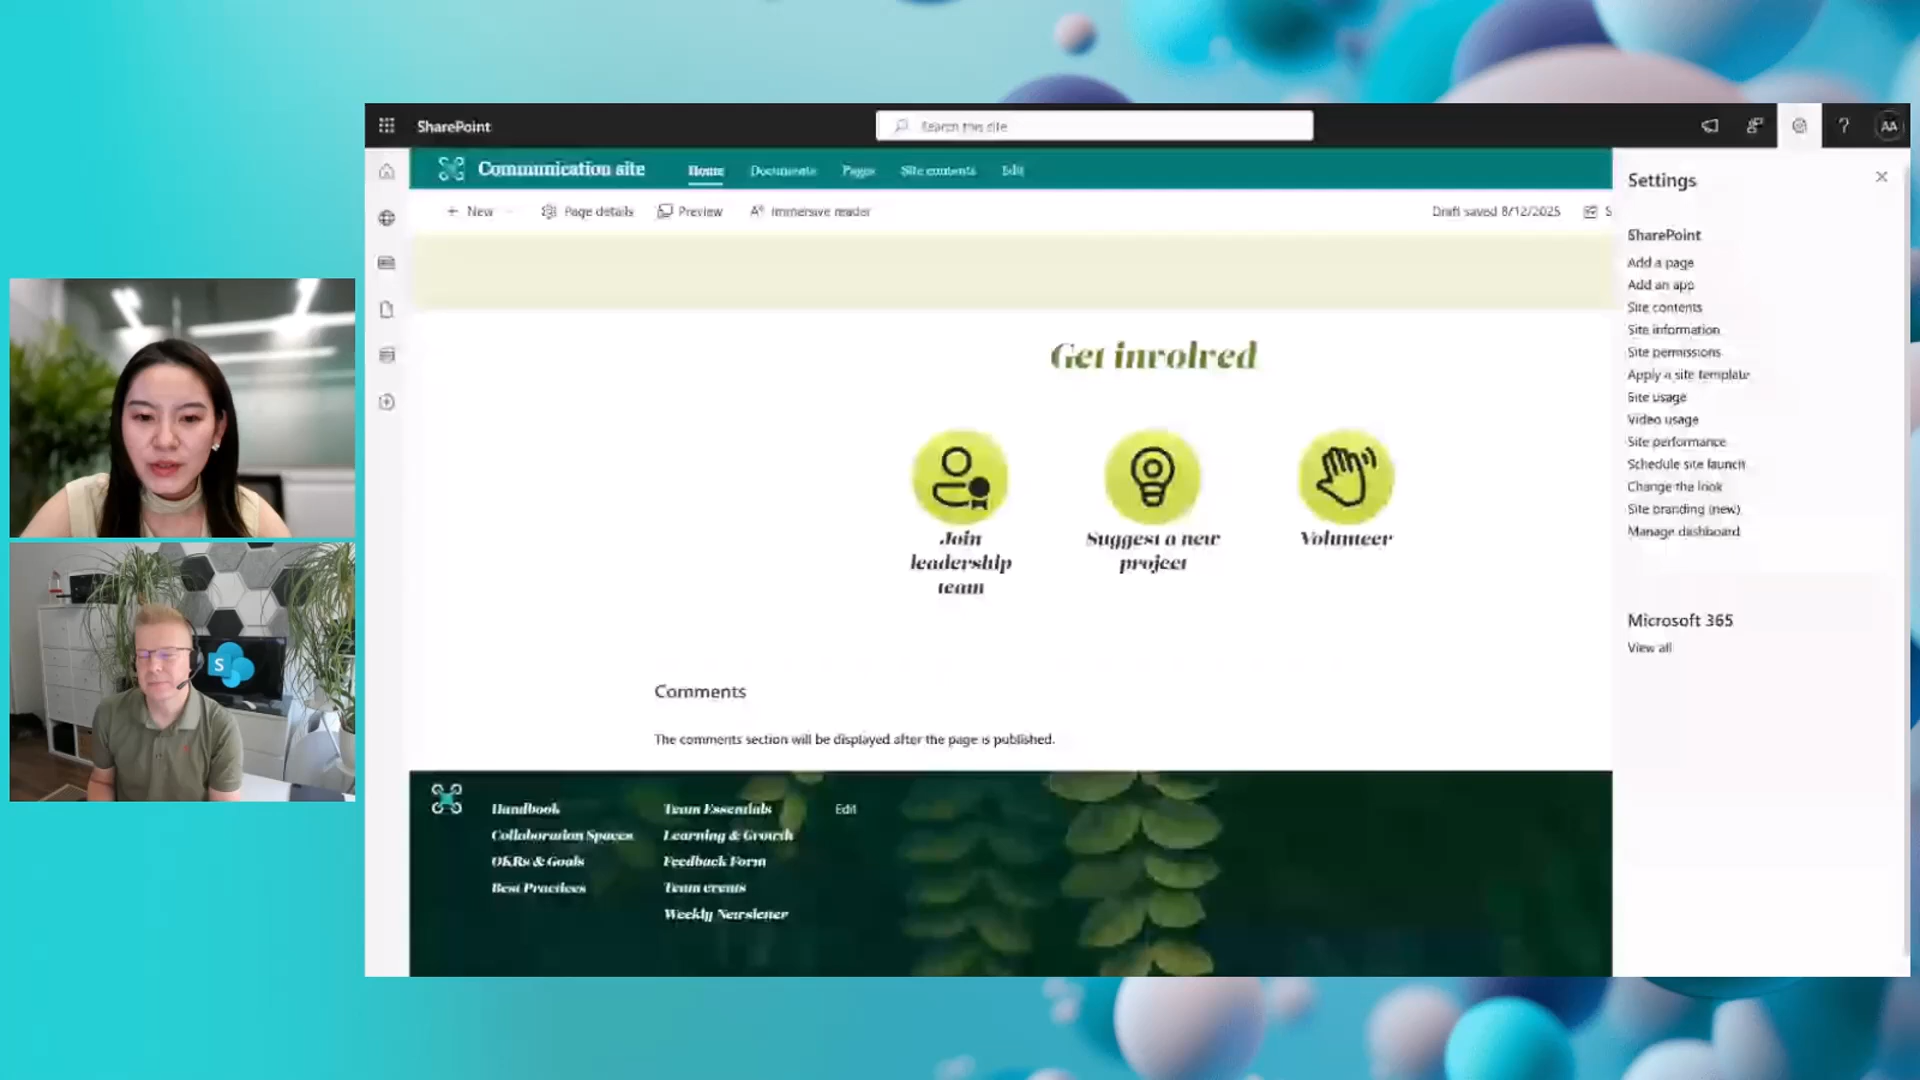 SharePoint
Search this site
?
AA
Communication site
Home
Documents
Pages
Site contents
Edit
+ New
Page details
Preview
Immersive reader
Draft saved 8/12/2025
S
Get involved
Join
leadership
team
Suggest a new
project
Volunteer
Comments
The comments section will be displayed after the page is published.
Handbook
Collaboration Spaces
OKRs & Goals
Best Practices
Team Essentials
Learning & Growth
Feedback Form
Team events
Weekly Newsletter
Edit
Settings
SharePoint
Add a page
Add an app
Site contents
Site information
Site permissions
Apply a site template
Site usage
Video usage
Site performance
Schedule site launch
Change the look
Site branding (new)
Manage dashboard
Microsoft 365
View all
S